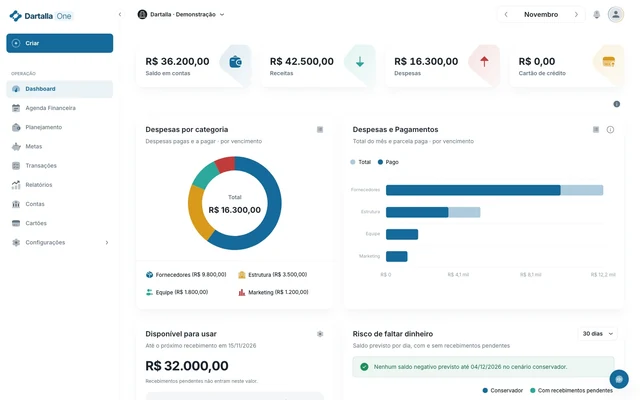 Dartalla One
Dartalla - Demonstração
Novembro
Criar
OPERAÇÃO
Dashboard
Agenda Financeira
Planejamento
Metas
Transações
Relatórios
Contas
Cartões
Configurações
R$ 36.200,00
Saldo em contas
R$ 42.500,00
Receitas
R$ 16.300,00
Despesas
R$ 0,00
Cartão de crédito
Despesas por categoria
Despesas pagas e a pagar · por vencimento
Total
R$ 16.300,00
Fornecedores (R$ 9.800,00)
Estrutura (R$ 3.500,00)
Equipe (R$ 1.800,00)
Marketing (R$ 1.200,00)
Despesas e Pagamentos
Total do mês e parcela paga · por vencimento
Total
Pago
Fornecedores
Estrutura
Equipe
Marketing
R$ 0
R$ 4,1 mil
R$ 8,1 mil
R$ 12,2 mil
Disponível para usar
Até o próximo recebimento em 15/11/2026
R$ 32.000,00
Recebimentos pendentes não entram neste valor.
Risco de faltar dinheiro
30 dias
Saldo previsto por dia, com e sem recebimentos pendentes
Nenhum saldo negativo previsto até 04/12/2026 no cenário conservador.
Conservador
Com recebimentos pendentes